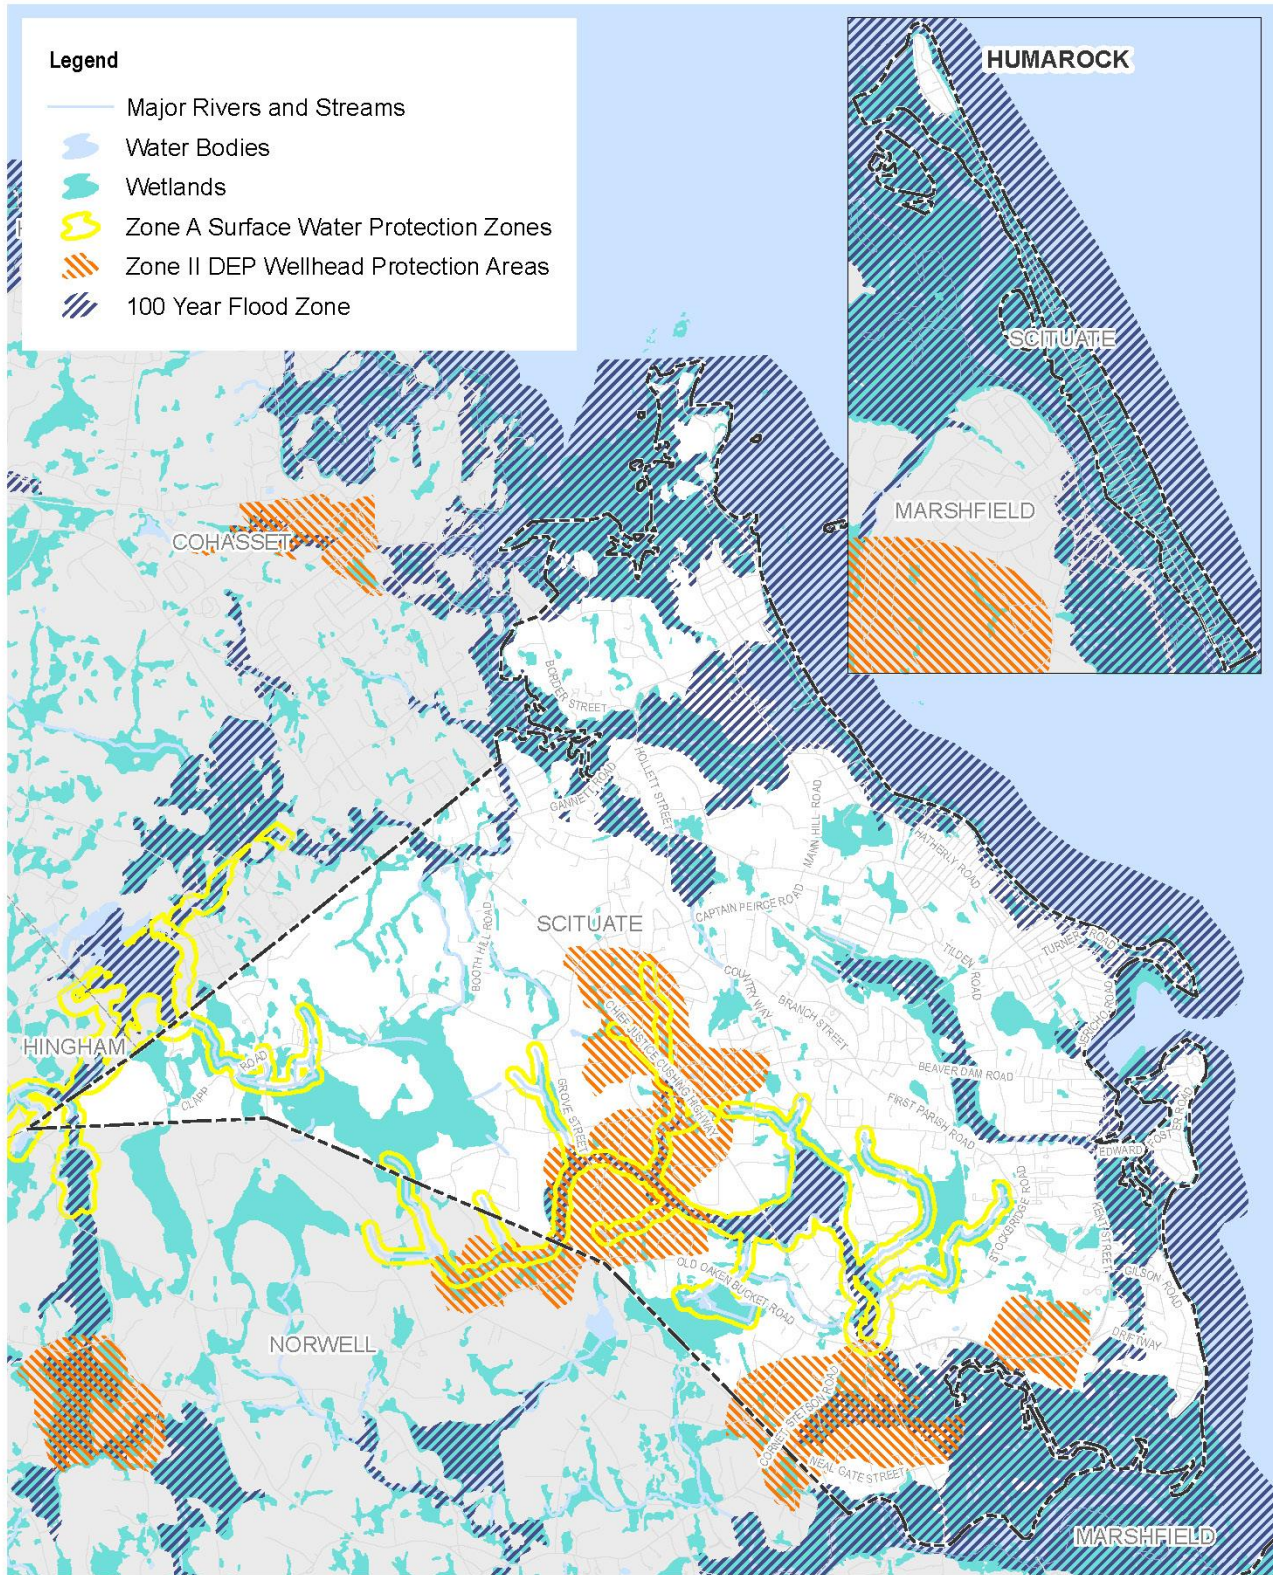 Legend
Major Rivers and Streams
Water Bodies
Wetlands
Zone A Surface Water Protection Zones
Zone II DEP Wellhead Protection Areas
100 Year Flood Zone
HUMAROCK
SCITUATE
MARSHFIELD
COHASSET
BORDER STREET
HOLLETT STREET
GANNETT ROAD
MANN HILL ROAD
HATHERLY ROAD
CAPTAIN PEIRCE ROAD
SCITUATE
BOOTH HILL ROAD
TURNER ROAD
TILDEN ROAD
COUNTRY WAY
BRANCH STREET
JERICHO ROAD
CHIEF JUSTICE CUSHING HIGHWAY
HINGHAM
CLAPP ROAD
GROVE STREET
BEAVER DAM ROAD
FIRST PARISH ROAD
EDWARD FOSTER ROAD
STOCKBRIDGE ROAD
KENT STREET
OLD OAKEN BUCKET ROAD
GILSON ROAD
DRIFTWAY
NORWELL
CORNET STETSON ROAD
NEAL GATE STREET
MARSHFIELD